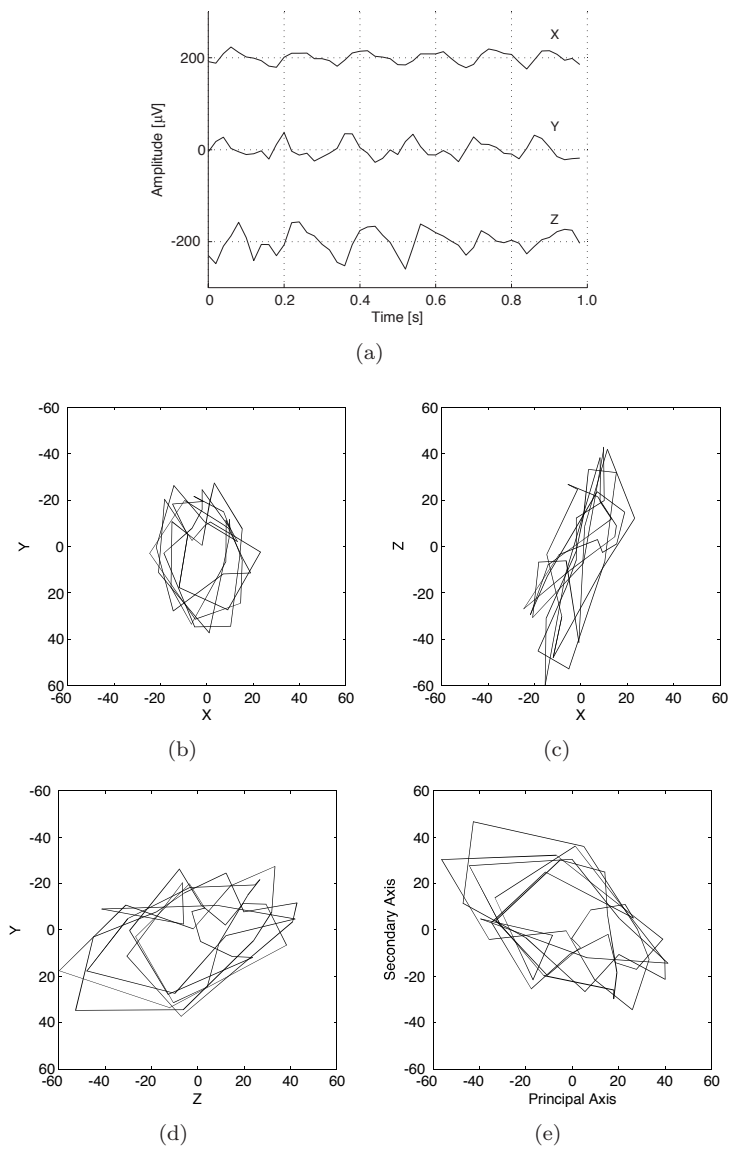 X
200
Y
0
Z
-200
Amplitude [µV]
0 0.2 0.4 0.6 0.8 1.0
Time [s]
(a)
-60
-40
-20
0
20
40
60
Y
-60 -40 -20 0 20 40 60
X
(b)
60
40
20
0
20
40
60
Z
-60 -40 -20 0 20 40 60
X
(c)
-60
-40
-20
0
20
40
60
Y
-60 -40 -20 0 20 40 60
Z
(d)
60
40
20
0
20
-40
60
Secondary Axis
-60 -40 -20 0 20 40 60
Principal Axis
(e)